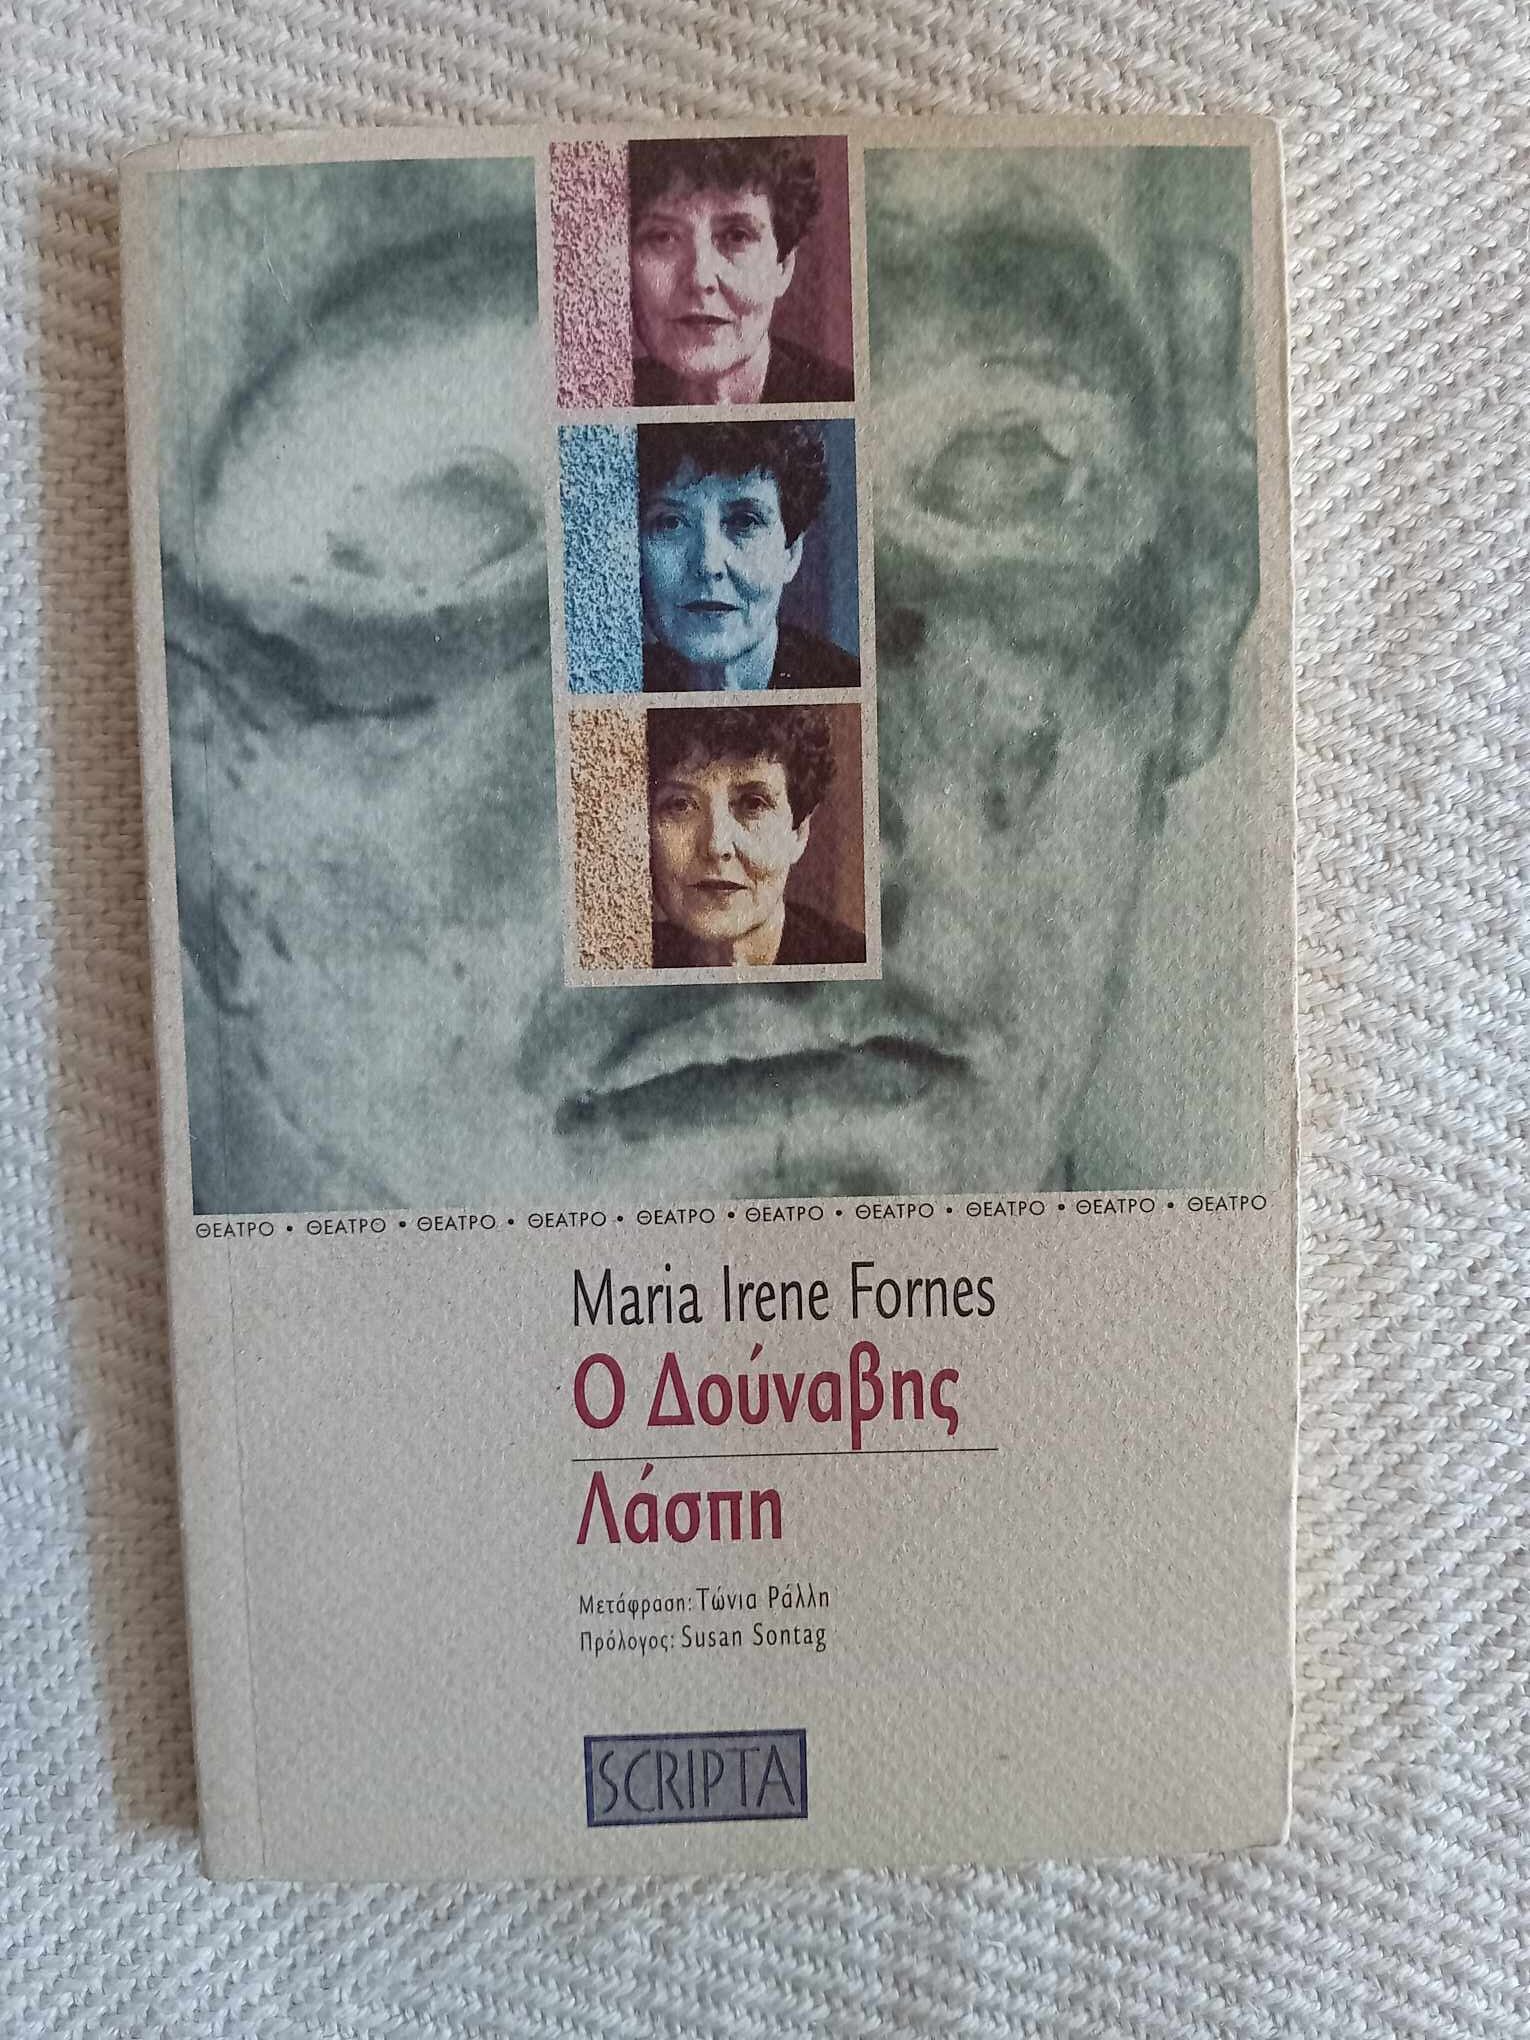 ΘΕΑΤΡΟ • ΘΕΑΤΡΟ • ΘΕΑΤΡΟ • ΘΕΑΤΡΟ • ΘΕΑΤΡΟ • ΘΕΑΤΡΟ • ΘΕΑΤΡΟ • ΘΕΑΤΡΟ • ΘΕΑΤΡΟ • ΘΕΑΤΡΟ
Maria Irene Fornes
Ο Δούναβης
Λάσπη
Μετάφραση: Τώνια Ράλλη
Πρόλογος: Susan Sontag
SCRIPTA